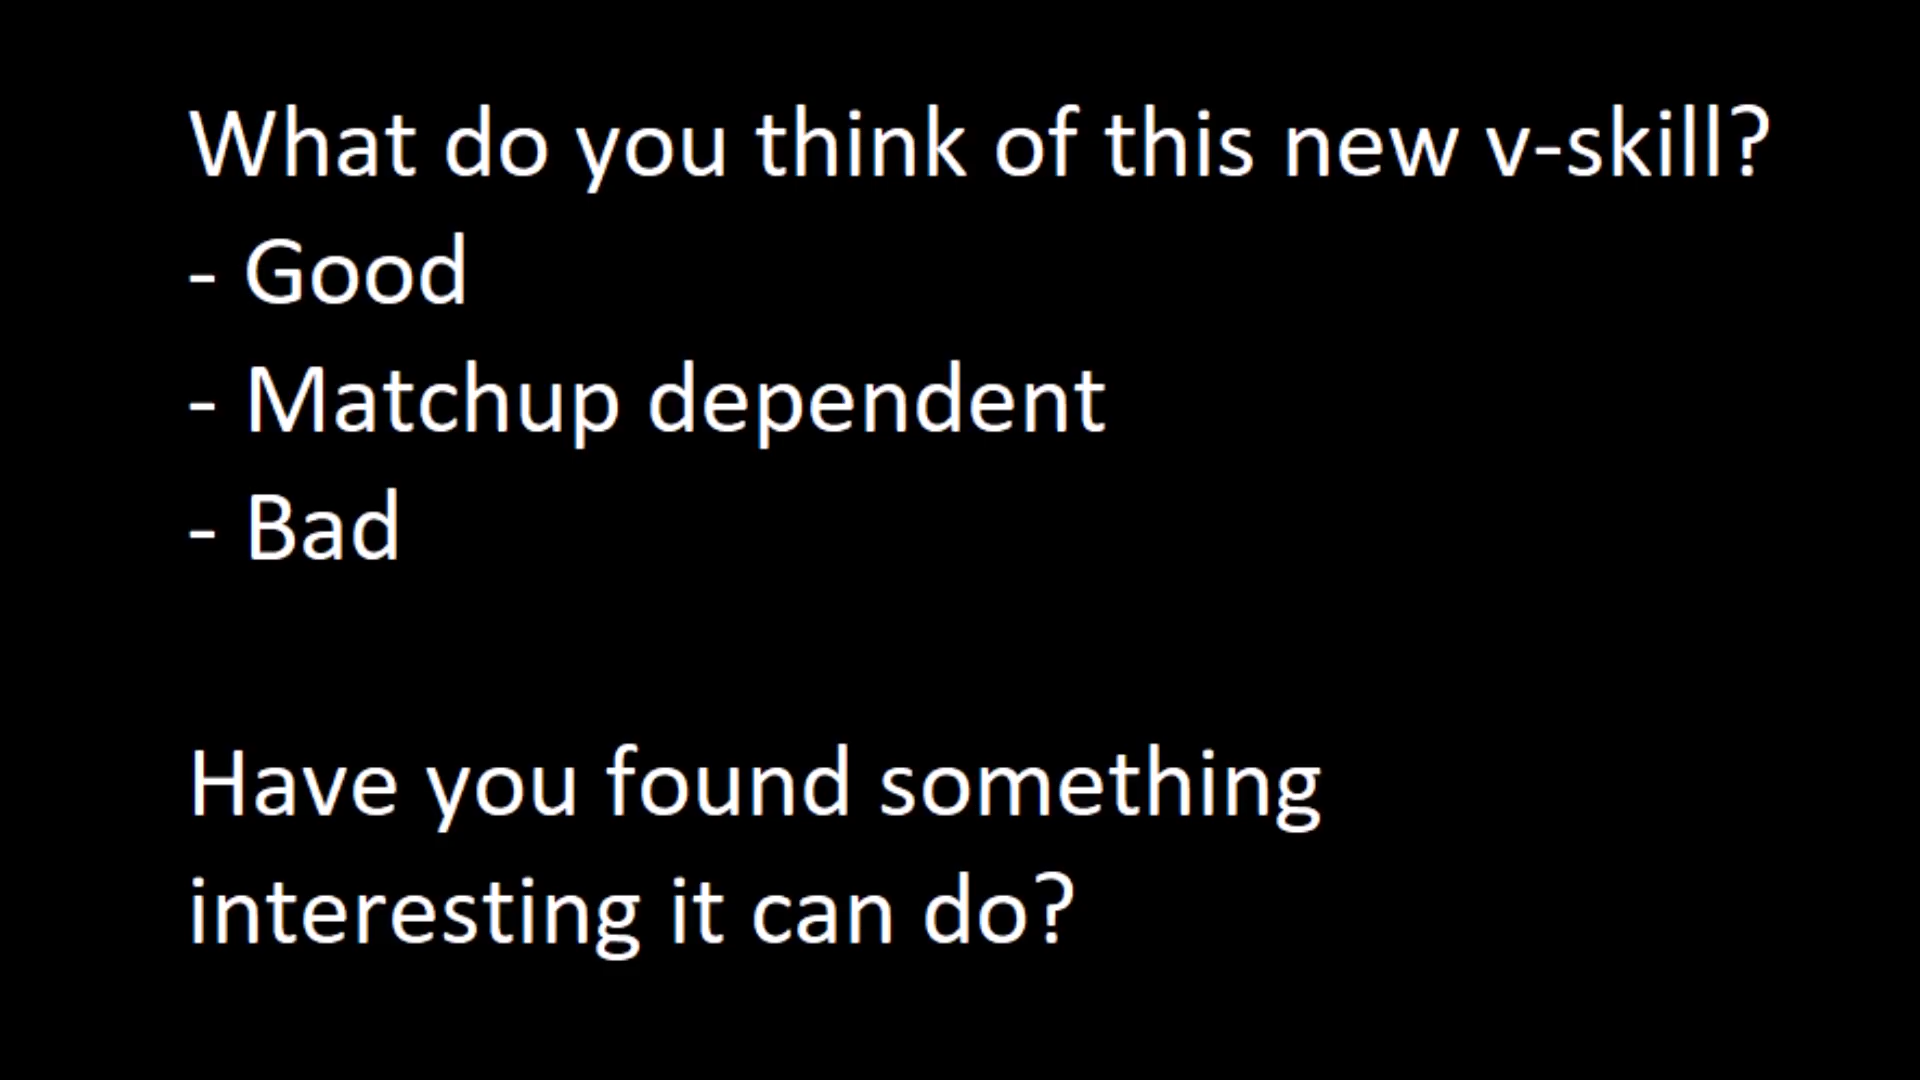 What do you think of this new v-skill?
- Good
- Matchup dependent
- Bad
Have you found something
interesting it can do?